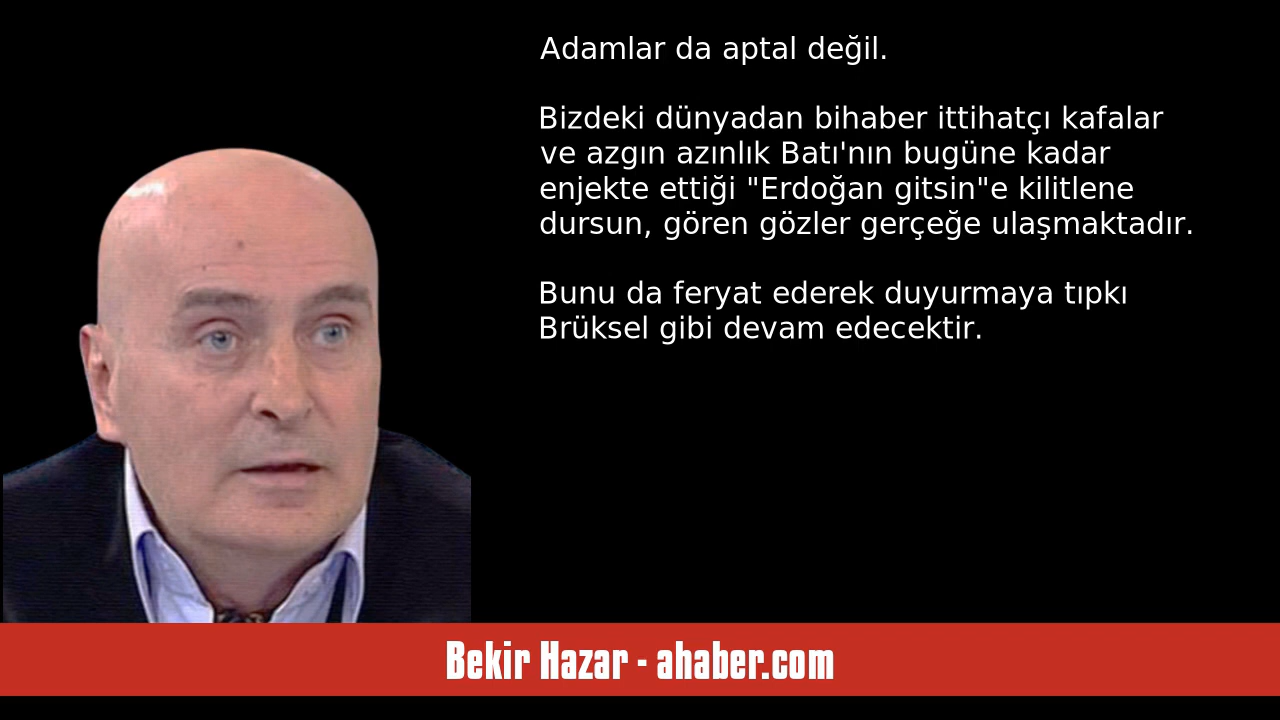 Adamlar da aptal değil.
Bizdeki dünyadan bihaber ittihatçı kafalar
ve azgın azınlık Batı'nın bugüne kadar
enjekte ettiği "Erdoğan gitsin"e kilitlene
dursun, gören gözler gerçeğe ulaşmaktadır.
Bunu da feryat ederek duyurmaya tıpkı
Brüksel gibi devam edecektir.
Bekir Hazar - ahaber.com